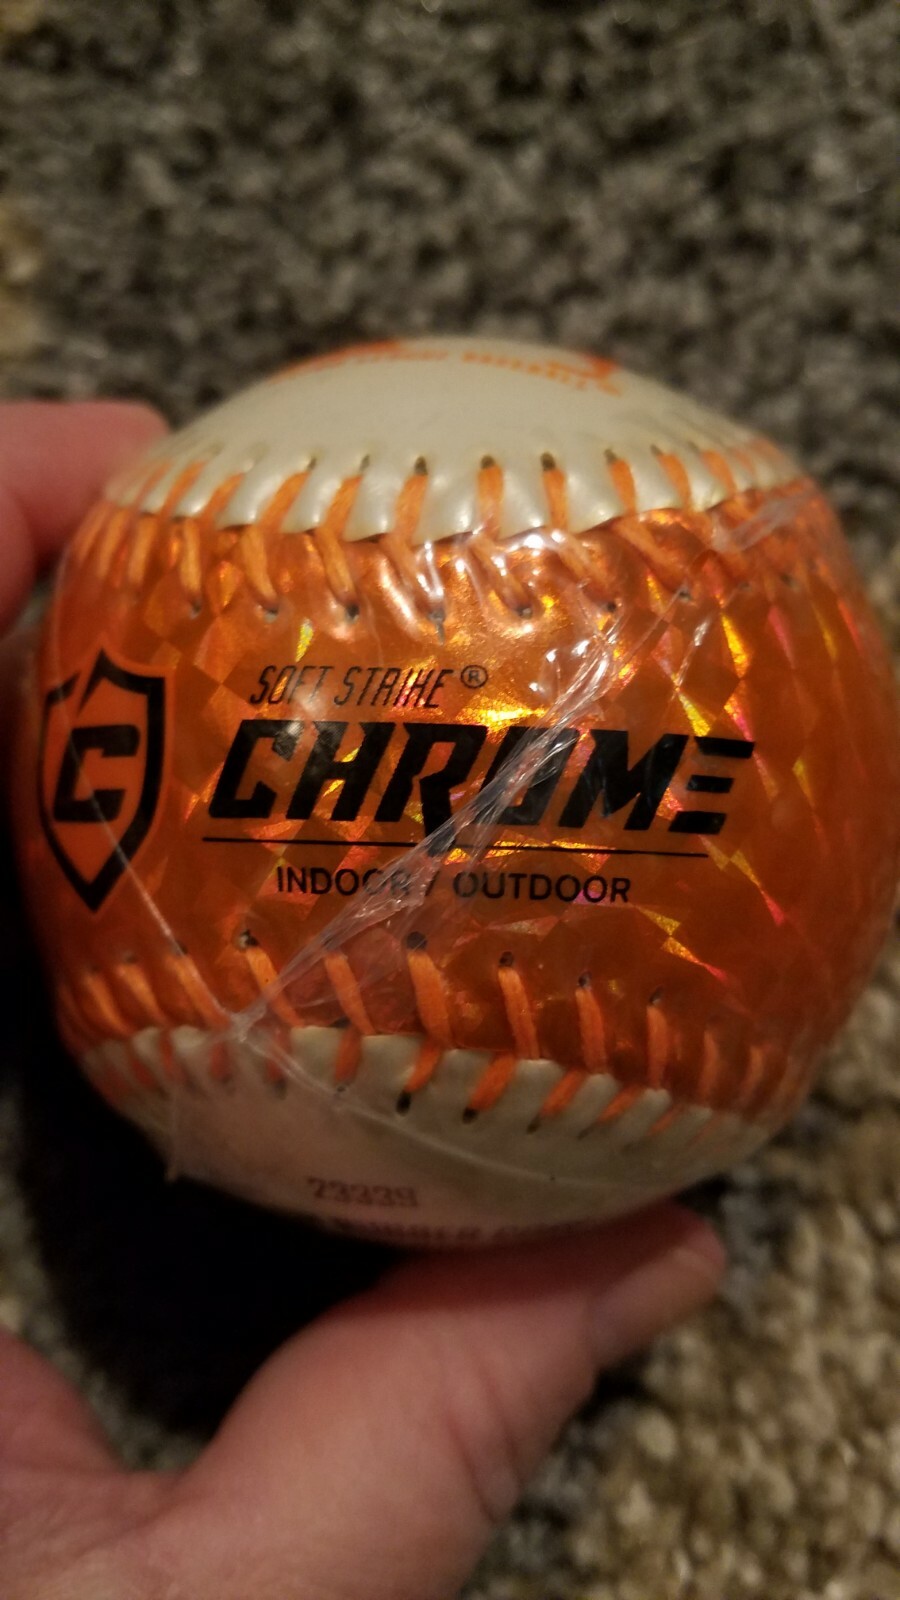 C
SOFT STRIKE®
CHROME
INDOOR / OUTDOOR